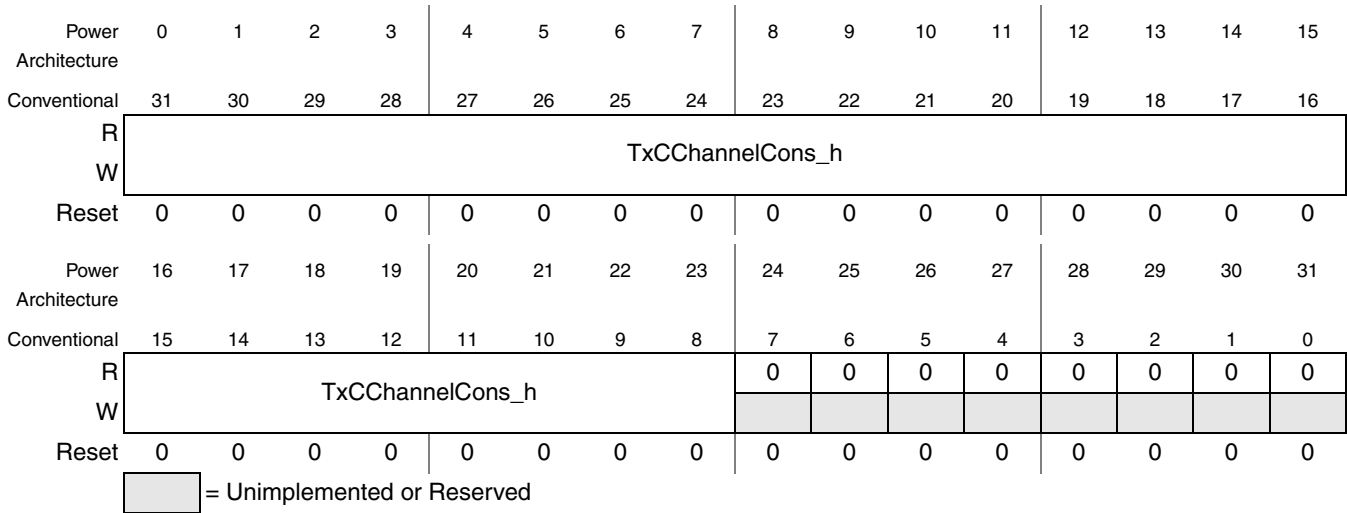 Power Architecture 0 1 2 3 4 5 6 7 8 9 10 11 12 13 14 15
Conventional 31 30 29 28 27 26 25 24 23 22 21 20 19 18 17 16
R
TxCChannelCons_h
W
Reset 0 0 0 0 0 0 0 0 0 0 0 0 0 0 0 0
Power Architecture 16 17 18 19 20 21 22 23 24 25 26 27 28 29 30 31
Conventional 15 14 13 12 11 10 9 8 7 6 5 4 3 2 1 0
R 0 0 0 0 0 0 0 0
TxCChannelCons_h
W
Reset 0 0 0 0 0 0 0 0 0 0 0 0 0 0 0 0
= Unimplemented or Reserved